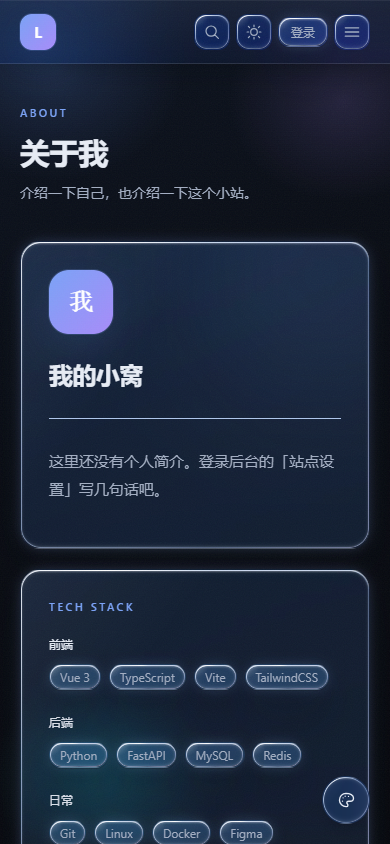 L
登录
ABOUT
关于我
介绍一下自己，也介绍一下这个小站。
我
我的小窝
这里还没有个人简介。登录后台的「站点设
置」写几句话吧。
TECH STACK
前端
Vue 3 TypeScript Vite TailwindCSS
后端
Python FastAPI MySQL Redis
日常
Git Linux Docker Figma